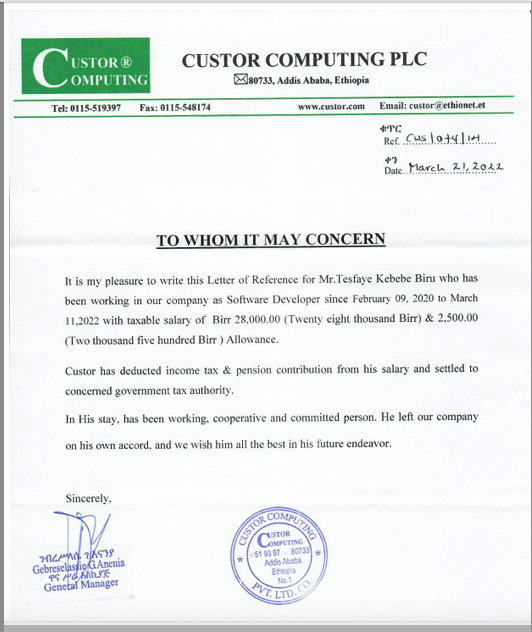 CUSTOR®
COMPUTING
CUSTOR COMPUTING PLC
80733, Addis Ababa, Ethiopia
Tel: 0115-519397 Fax: 0115-548174 www.custor.com Email: custor@ethionet.et
ቁጥር
Ref. Cus/074/14
ቀን
Date. March 21, 2022
TO WHOM IT MAY CONCERN
It is my pleasure to write this Letter of Reference for Mr.Tesfaye Kebebe Biru who has
been working in our company as Software Developer since February 09, 2020 to March
11,2022 with taxable salary of Birr 28,000.00 (Twenty eight thousand Birr) & 2,500.00
(Two thousand five hundred Birr ) Allowance.
Custor has deducted income tax & pension contribution from his salary and settled to
concerned government tax authority.
In His stay, has been working, cooperative and committed person. He left our company
on his own accord, and we wish him all the best in his future endeavor.
Sincerely,
ገብረሥላሴ ገ/አናንያ
Gebreselassie G.Anenia
ዋና ሥራ አስኪያጅ
General Manager
CUSTOR COMPUTING
CUSTOR
COMPUTING
51 93 97 - 80733
Addis Ababa
Ethiopia
No.1
PVT. LTD. CO.